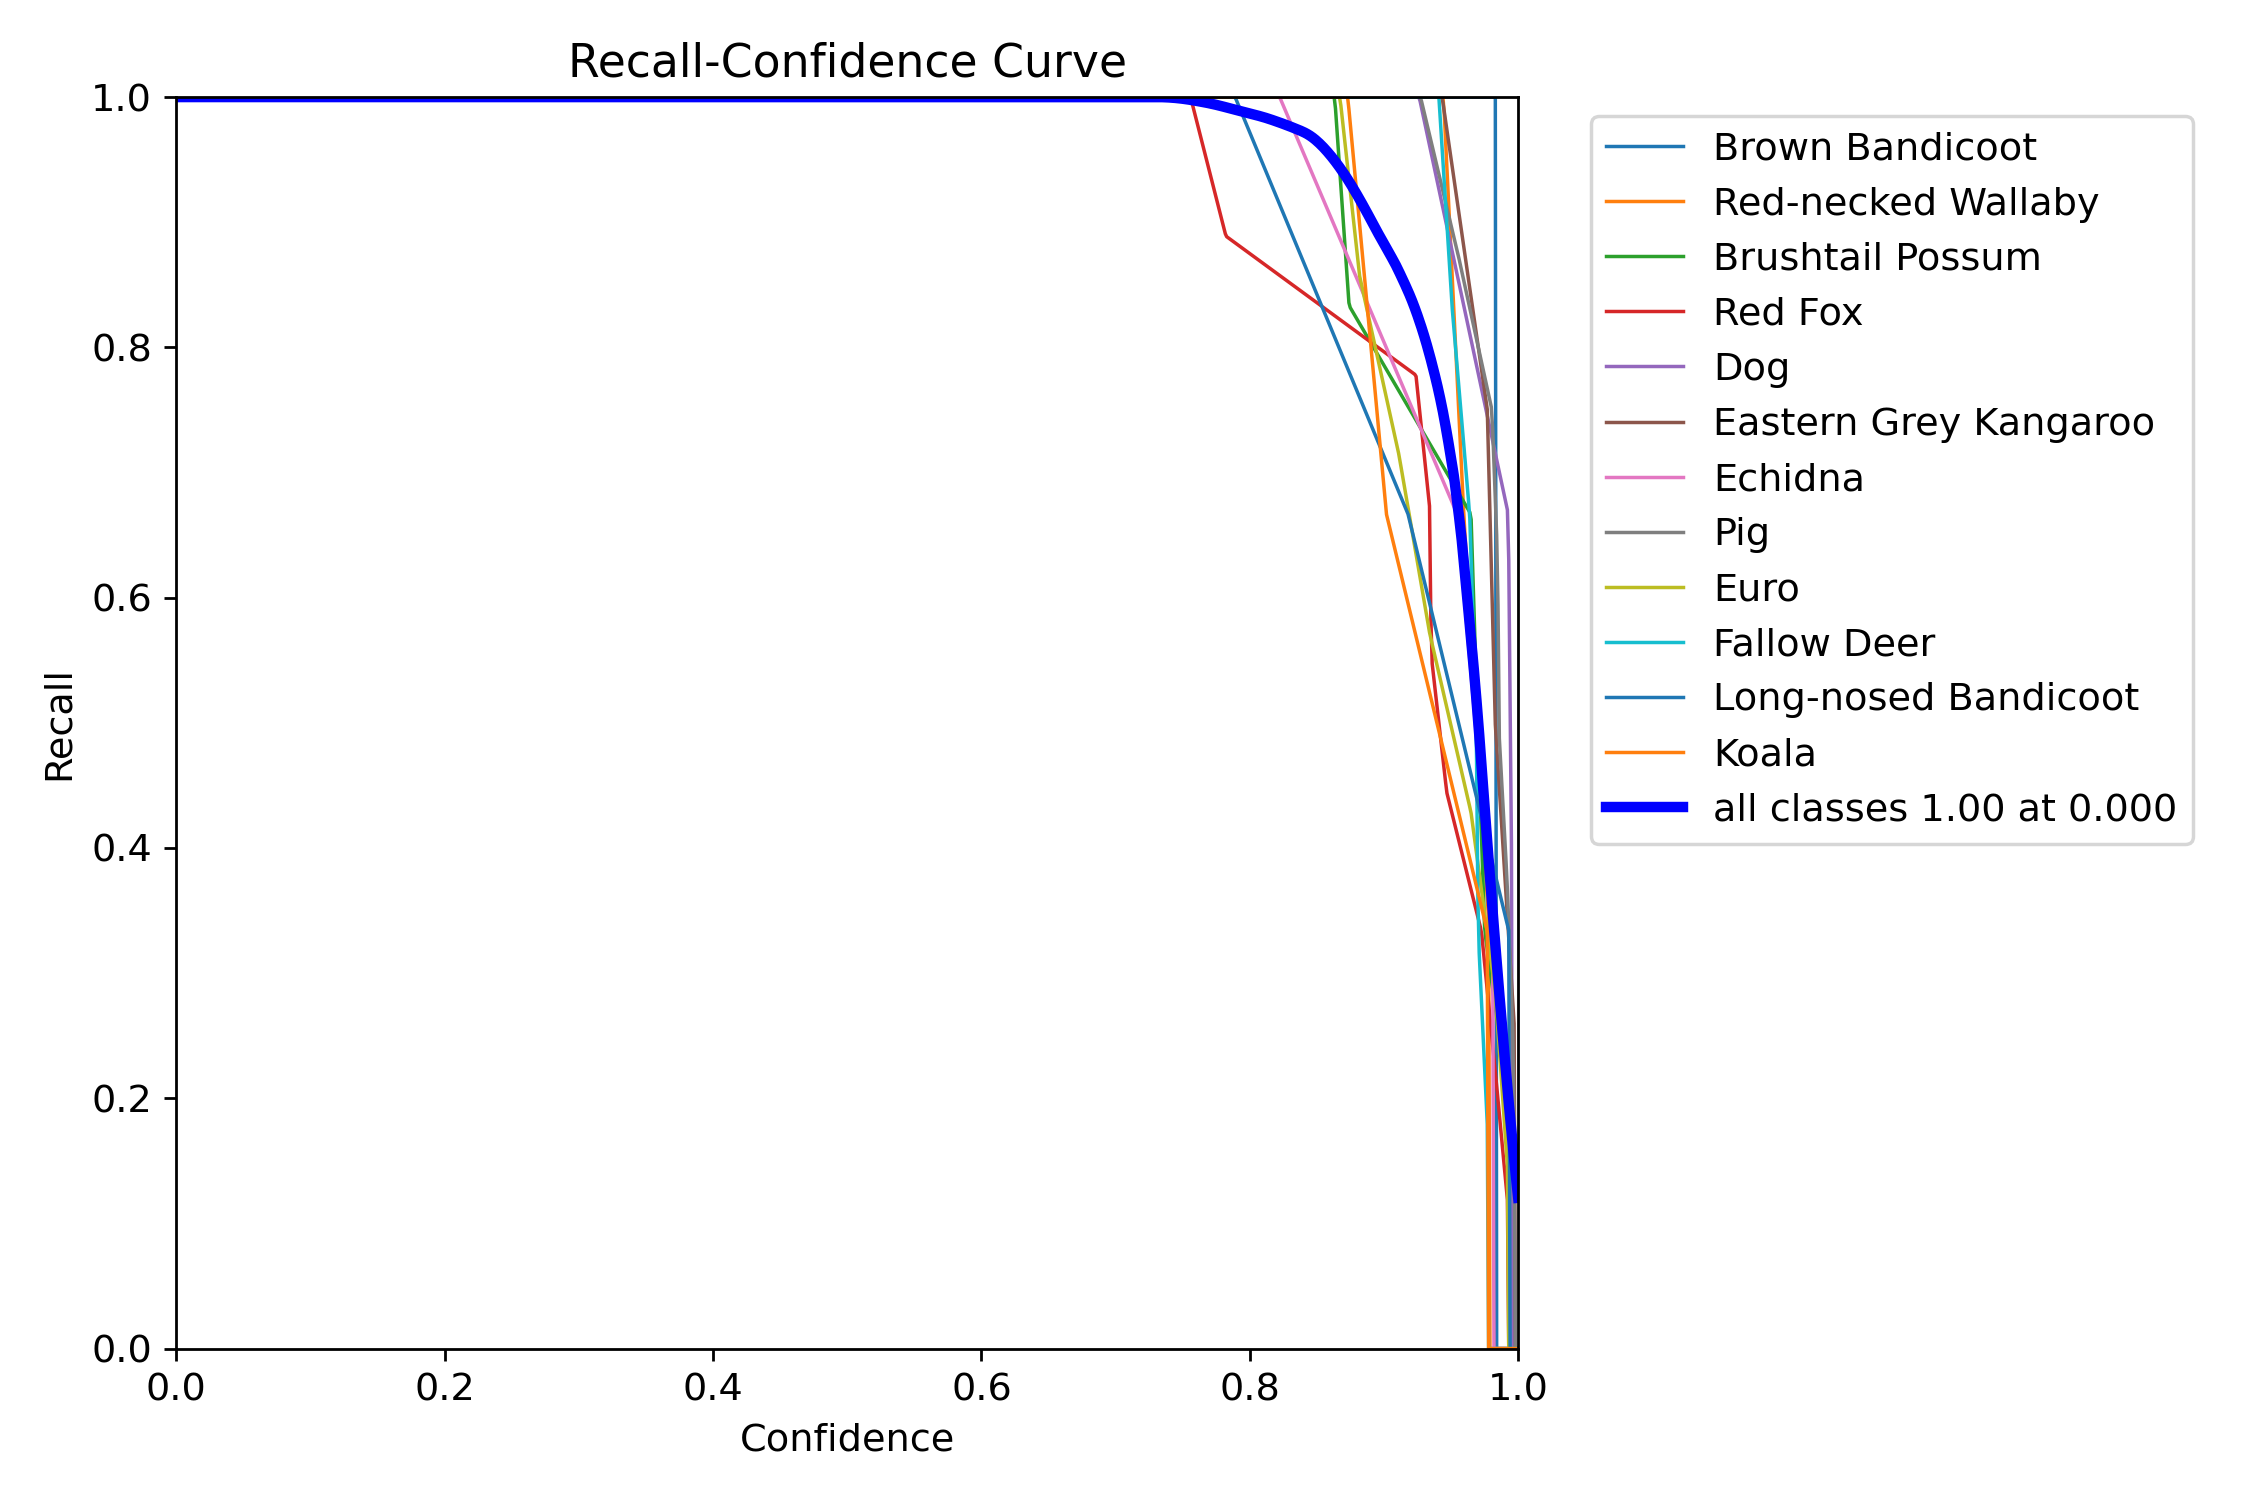 Recall-Confidence Curve
1.0
0.8
0.6
0.4
0.2
0.0
Recall
0.0 0.2 0.4 0.6 0.8 1.0
Confidence
Brown Bandicoot
Red-necked Wallaby
Brushtail Possum
Red Fox
Dog
Eastern Grey Kangaroo
Echidna
Pig
Euro
Fallow Deer
Long-nosed Bandicoot
Koala
all classes 1.00 at 0.000